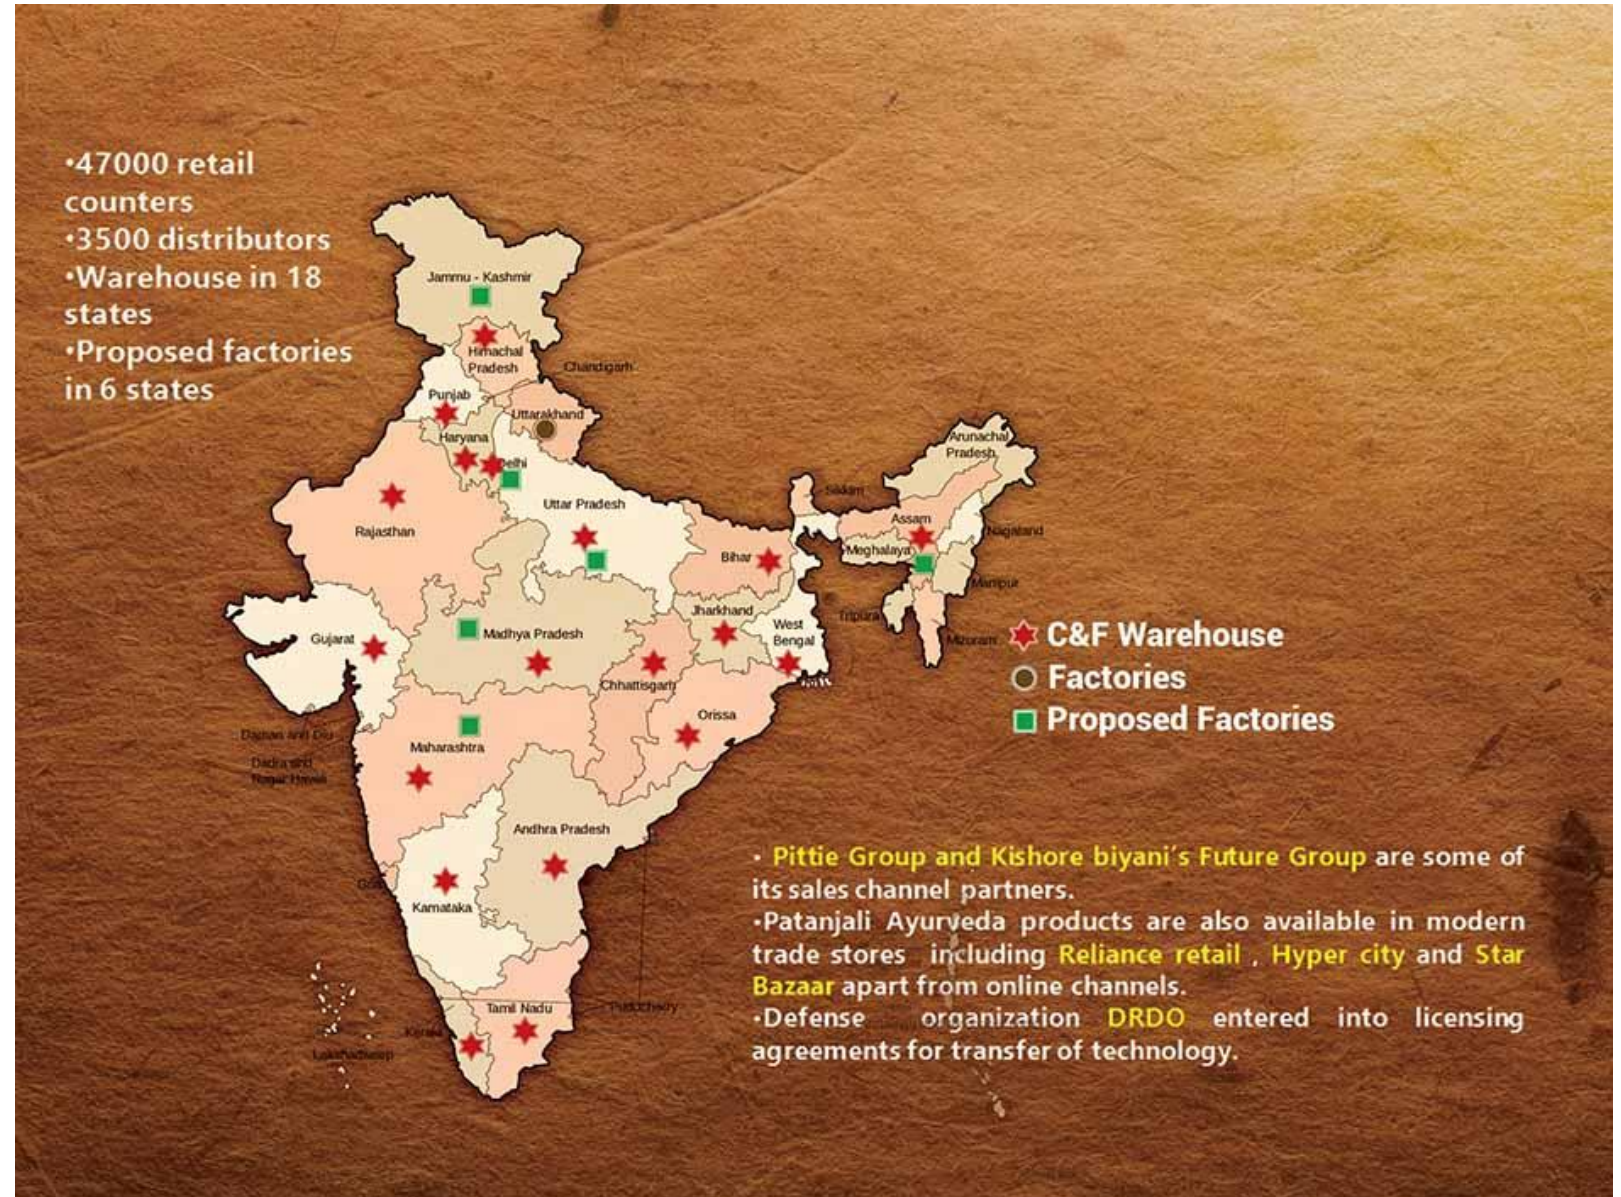 •47000 retail
counters
•3500 distributors
•Warehouse in 18
states
•Proposed factories
in 6 states
Jammu - Kashmir
Himachal
Pradesh
Chandigarh
Punjab
Uttarakhand
Haryana
Delhi
Arunachal
Pradesh
Sikkim
Uttar Pradesh
Rajasthan
Assam
Nagaland
Meghalaya
Bihar
Manipur
Jharkhand
Tripura
West
Bengal
Gujarat
Madhya Pradesh
Mizoram
Chhattisgarh
Orissa
Daman and Diu
Maharashtra
Dadra and
Nagar Haveli
Andhra Pradesh
Goa
Karnataka
Tamil Nadu
Puducherry
Kerala
Lakshadweep
C&F Warehouse
Factories
Proposed Factories
• Pittie Group and Kishore biyani´s Future Group are some of
its sales channel partners.
•Patanjali Ayurveda products are also available in modern
trade stores including Reliance retail , Hyper city and Star
Bazaar apart from online channels.
•Defense organization DRDO entered into licensing
agreements for transfer of technology.